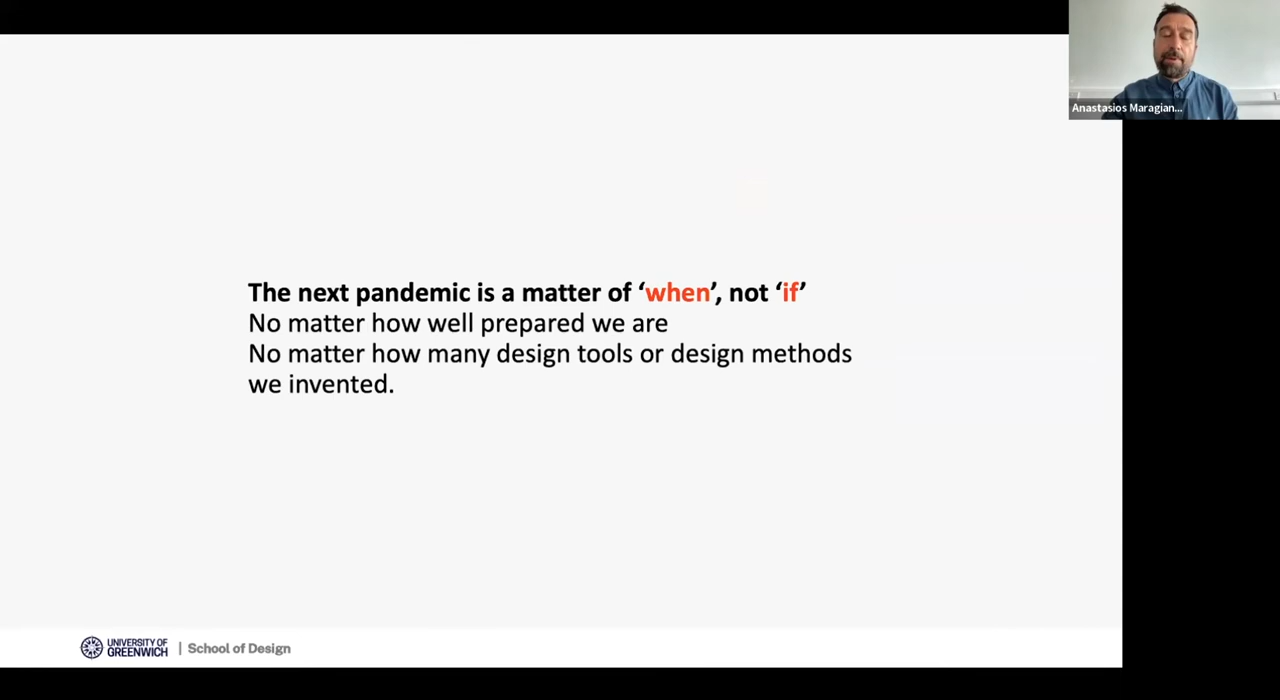 Anastasios Maragian...
The next pandemic is a matter of ‘when’, not ‘if’
No matter how well prepared we are
No matter how many design tools or design methods
we invented.
UNIVERSITY OF
GREENWICH
| School of Design